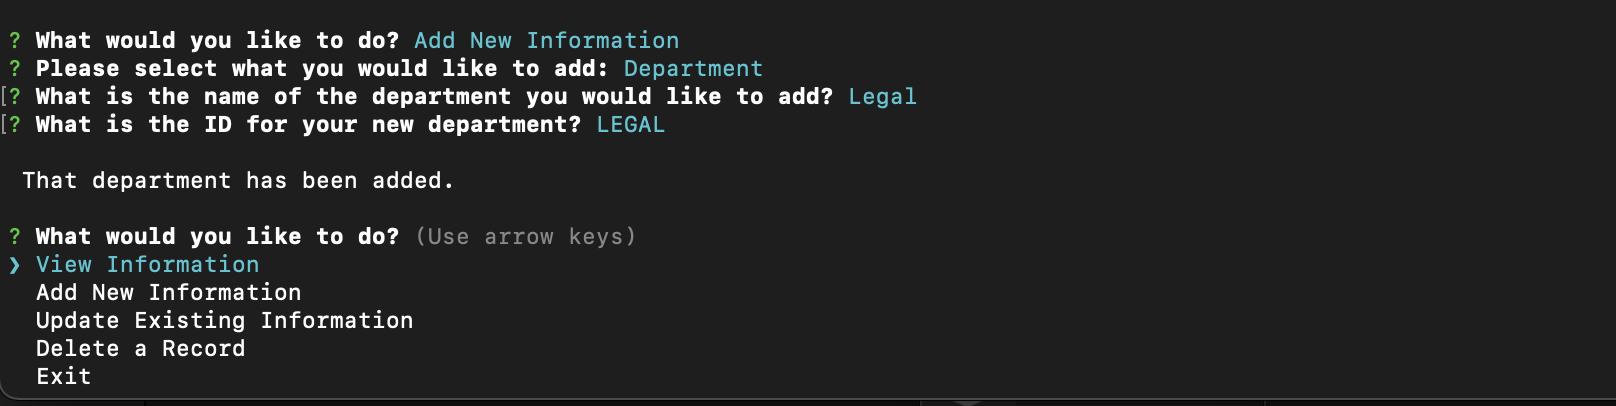 ? What would you like to do? Add New Information
? Please select what you would like to add: Department
[? What is the name of the department you would like to add? Legal
[? What is the ID for your new department? LEGAL
That department has been added.
? What would you like to do? (Use arrow keys)
❯ View Information
Add New Information
Update Existing Information
Delete a Record
Exit